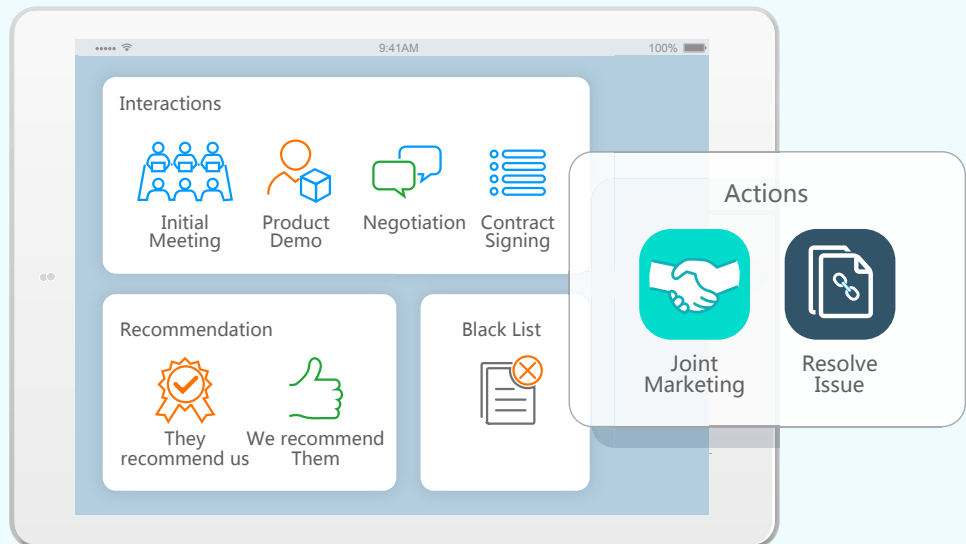 9:41AM
100%
Interactions
Initial
Meeting
Product
Demo
Negotiation
Contract
Signing
Actions
Joint
Marketing
Resolve
Issue
Recommendation
They
recommend us
We recommend
Them
Black List